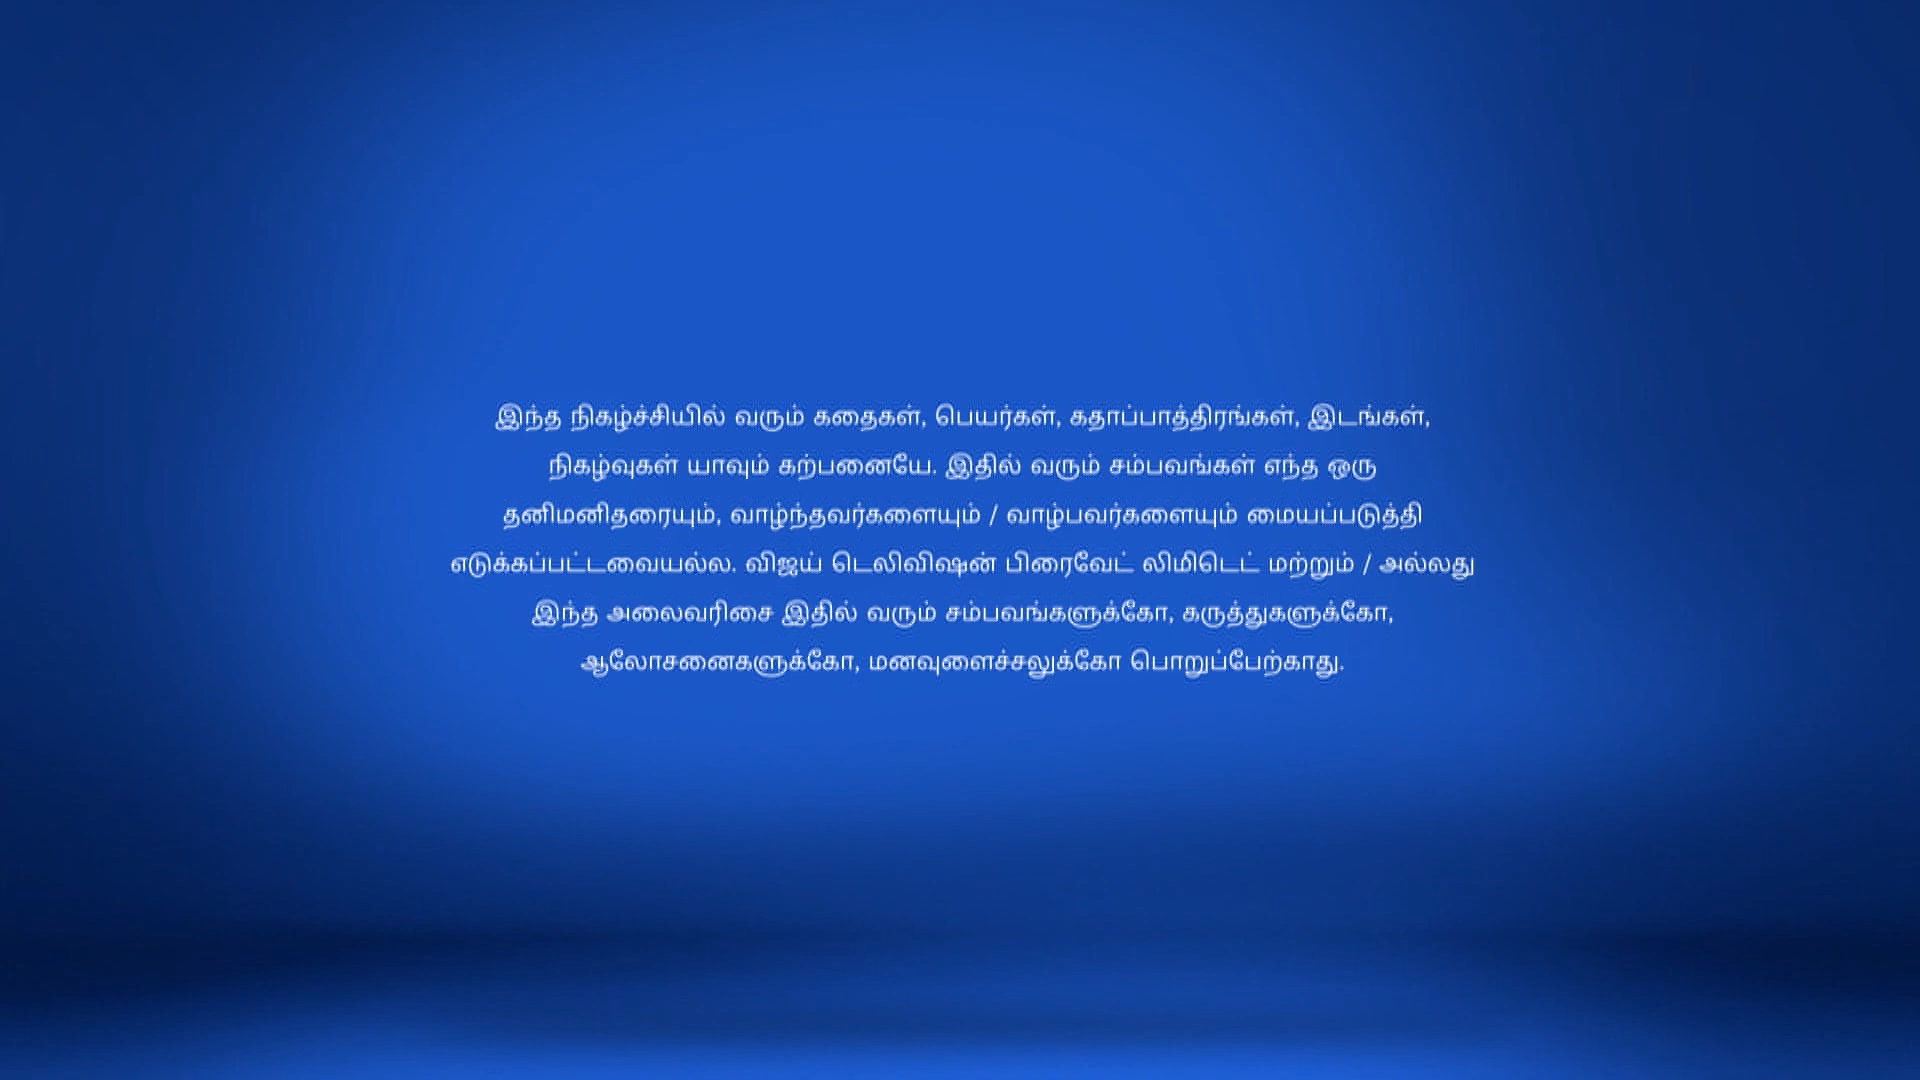 இந்த நிகழ்ச்சியில் வரும் கதைகள், பெயர்கள், கதாப்பாத்திரங்கள், இடங்கள்,
நிகழ்வுகள் யாவும் கற்பனையே. இதில் வரும் சம்பவங்கள் எந்த ஒரு
தனிமனிதரையும், வாழ்ந்தவர்களையும் / வாழ்பவர்களையும் மையப்படுத்தி
எடுக்கப்பட்டவையல்ல. விஜய் டெலிவிஷன் பிரைவேட் லிமிடெட் மற்றும் / அல்லது
இந்த அலைவரிசை இதில் வரும் சம்பவங்களுக்கோ, கருத்துகளுக்கோ,
ஆலோசனைகளுக்கோ, மனவுளைச்சலுக்கோ பொறுப்பேற்காது.